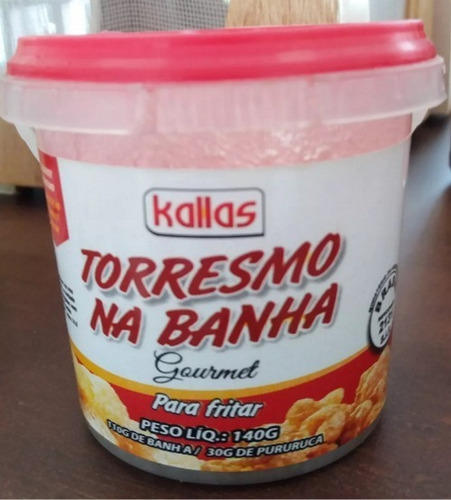 kallas
TORRESMO
NA BANHA
Gourmet
Para fritar
PESO LÍQ.: 140G
110G DE BANHA/ 30G DE PURURUCA